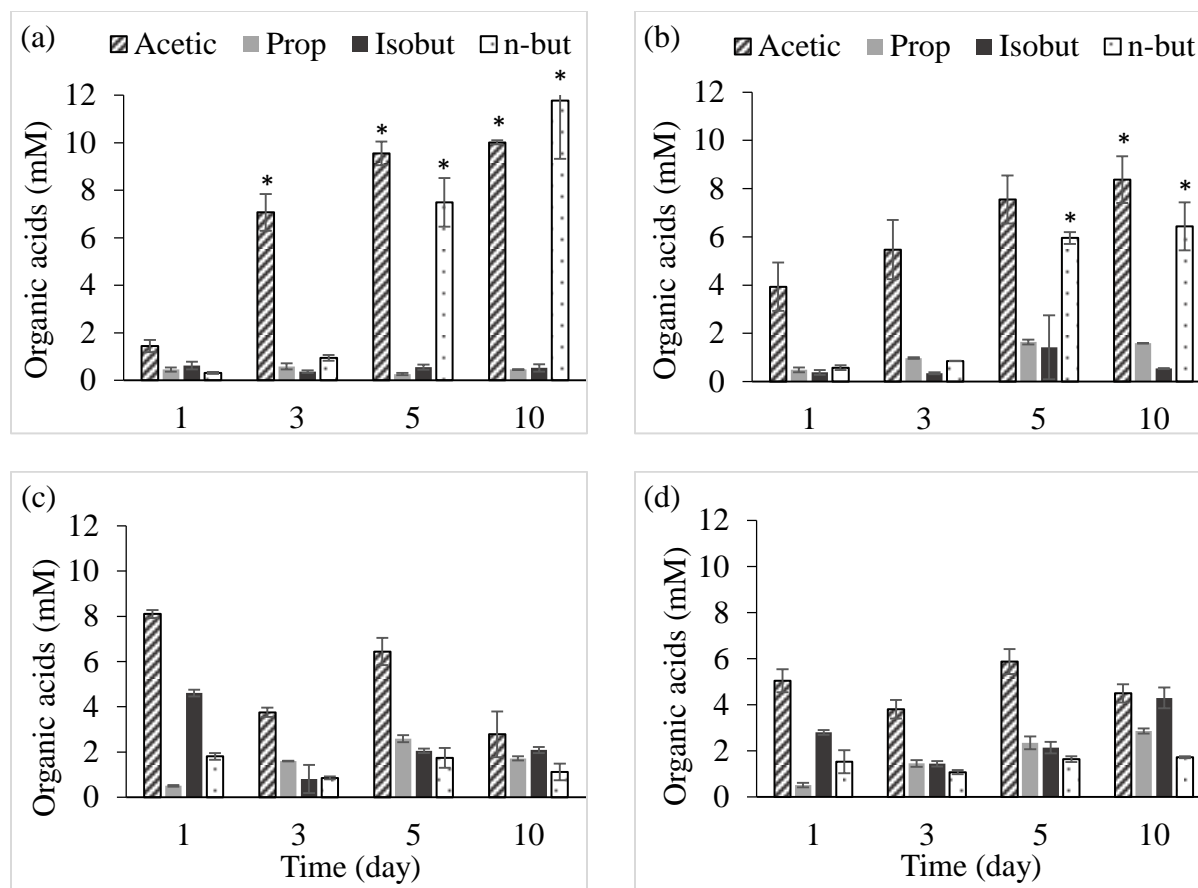 (a)
Acetic Prop Isobut n-but
Organic acids (mM)
12
10
8
6
4
2
0
* * * * *
1 3 5 10
(b)
Acetic Prop Isobut n-but
Organic acids (mM)
12
10
8
6
4
2
0
* * *
1 3 5 10
(c)
Organic acids (mM)
12
10
8
6
4
2
0
1 3 5 10
Time (day)
(d)
Organic acids (mM)
12
10
8
6
4
2
0
1 3 5 10
Time (day)